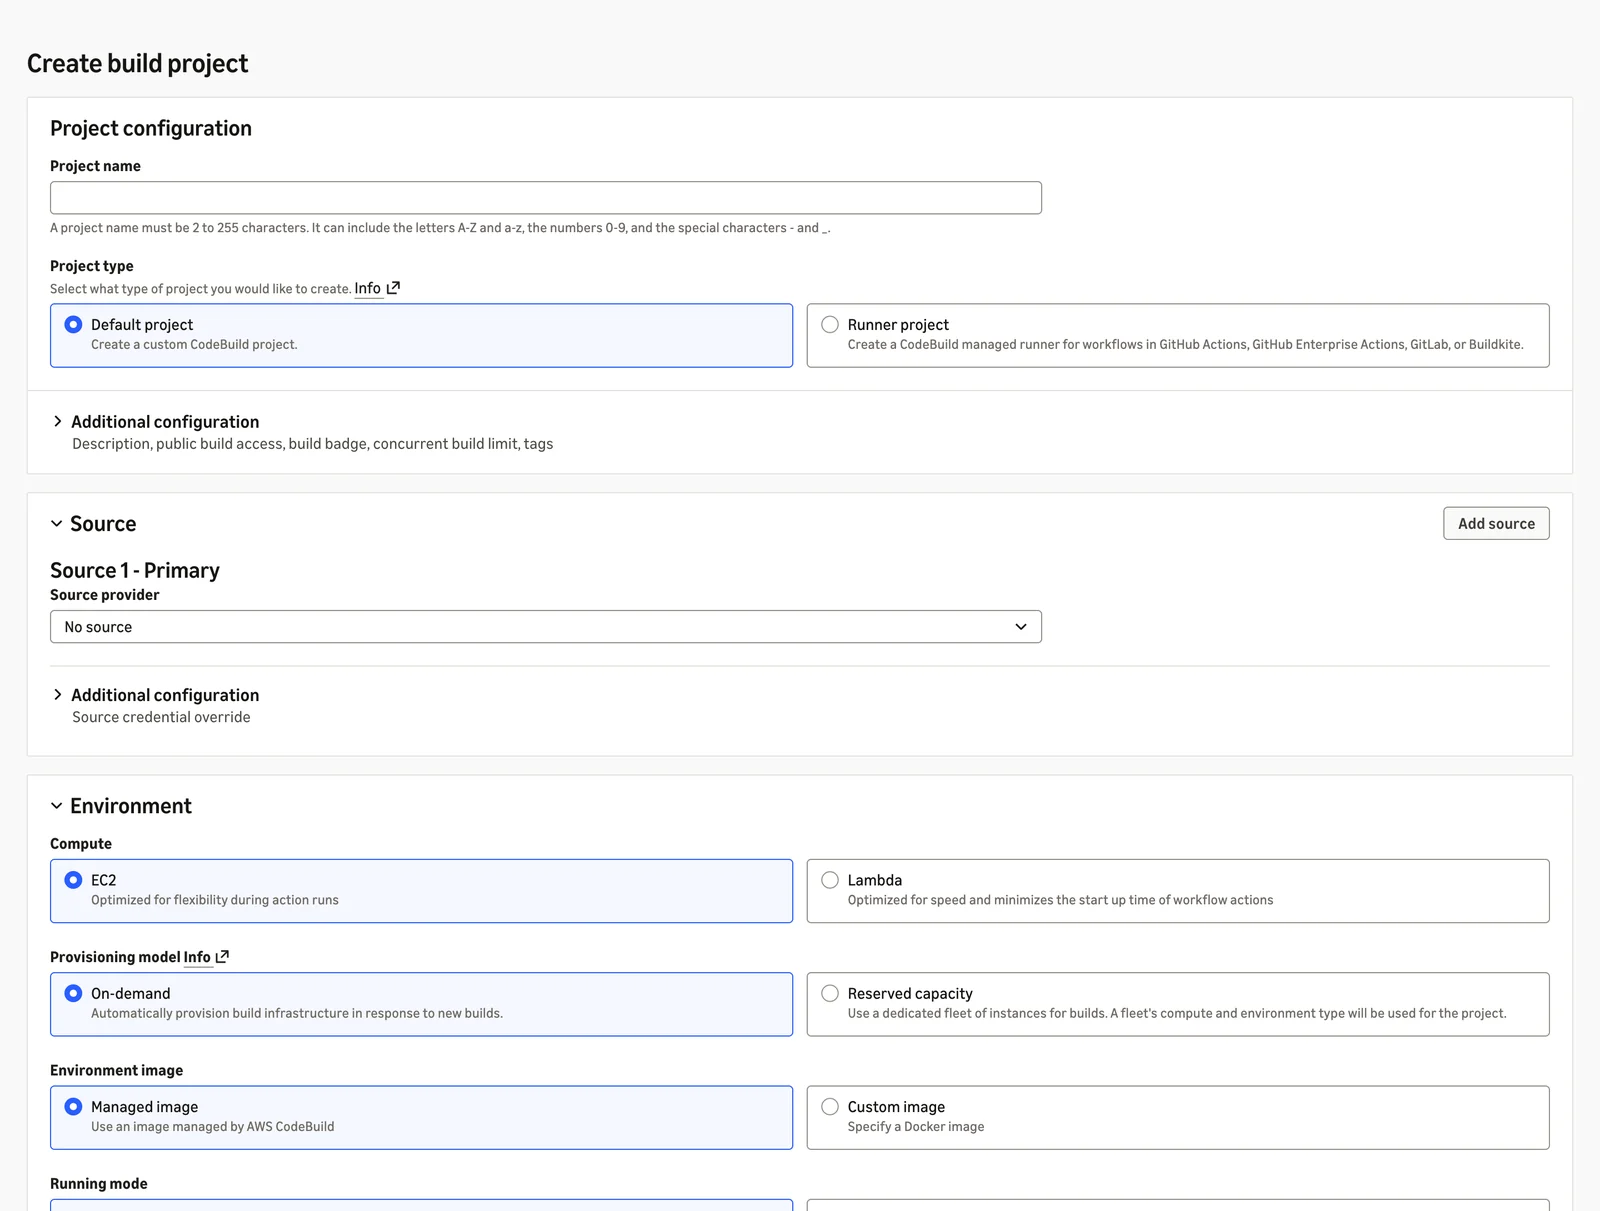 Create build project
Project configuration
Project name
A project name must be 2 to 255 characters. It can include the letters A-Z and a-z, the numbers 0-9, and the special characters - and _.
Project type
Select what type of project you would like to create. Info
Default project
Create a custom CodeBuild project.
Runner project
Create a CodeBuild managed runner for workflows in GitHub Actions, GitHub Enterprise Actions, GitLab, or Buildkite.
Additional configuration
Description, public build access, build badge, concurrent build limit, tags
Source
Add source
Source 1 - Primary
Source provider
No source
Additional configuration
Source credential override
Environment
Compute
EC2
Optimized for flexibility during action runs
Lambda
Optimized for speed and minimizes the start up time of workflow actions
Provisioning model Info
On-demand
Automatically provision build infrastructure in response to new builds.
Reserved capacity
Use a dedicated fleet of instances for builds. A fleet's compute and environment type will be used for the project.
Environment image
Managed image
Use an image managed by AWS CodeBuild
Custom image
Specify a Docker image
Running mode